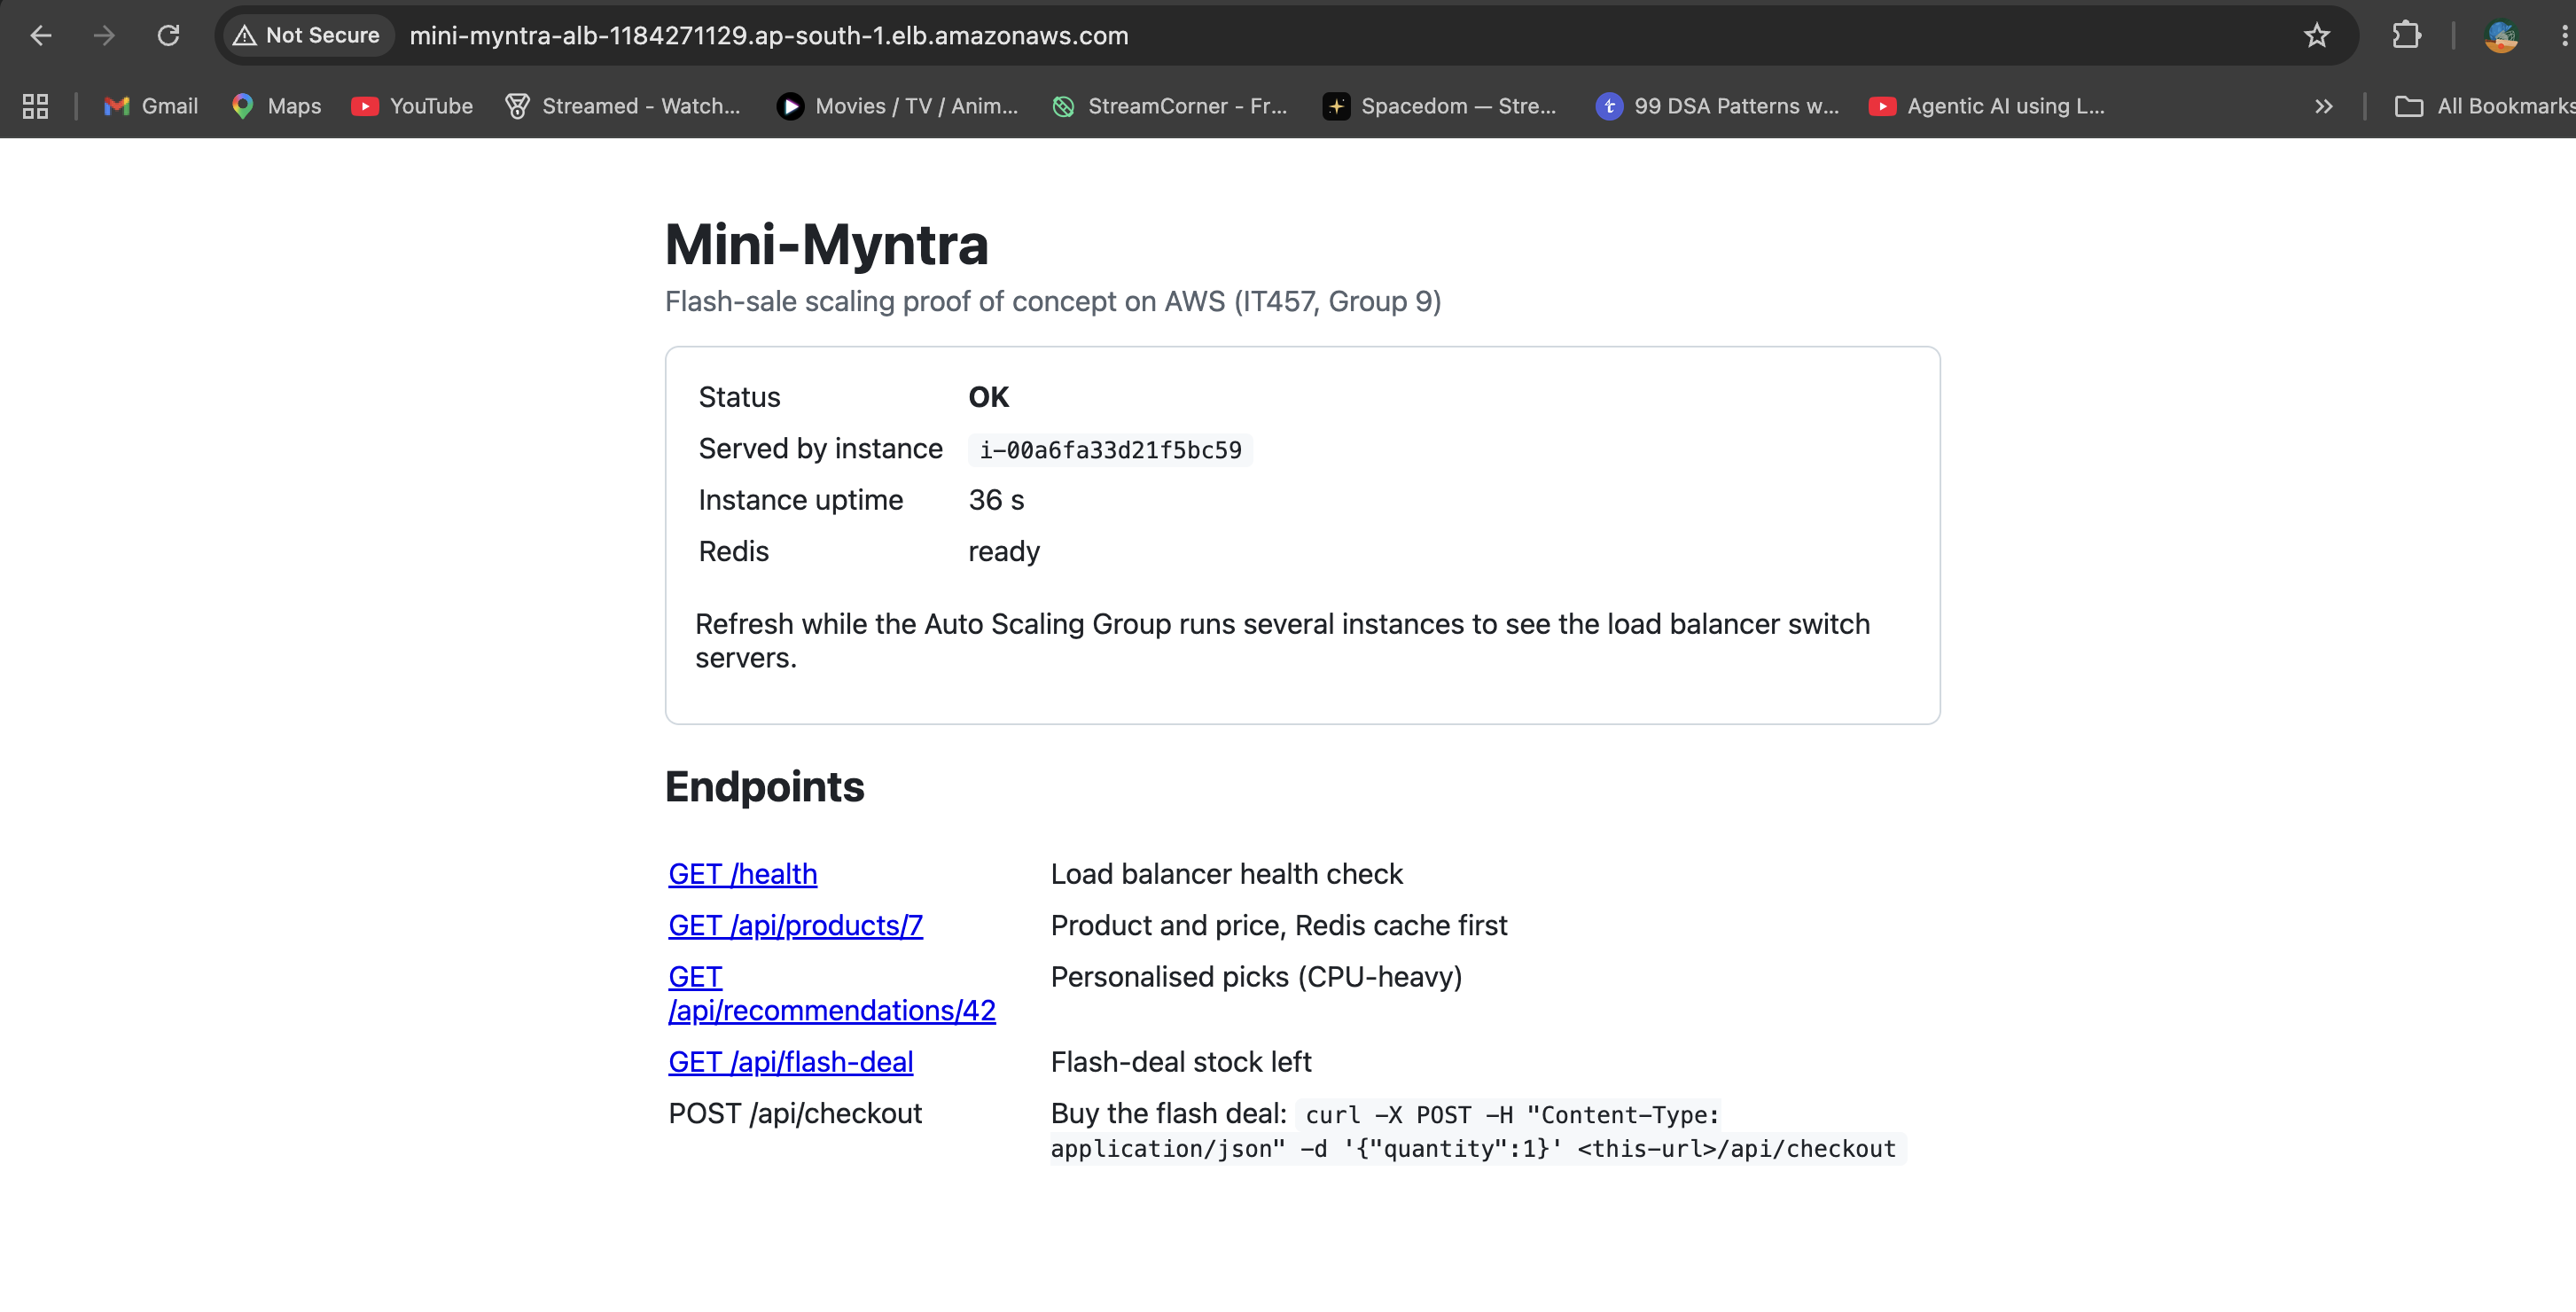 Not Secure mini-myntra-alb-1184271129.ap-south-1.elb.amazonaws.com
Gmail Maps YouTube Streamed - Watch... Movies / TV / Anim... StreamCorner - Fr... Spacedom — Stre... 99 DSA Patterns w... Agentic AI using L... All Bookmarks
Mini-Myntra
Flash-sale scaling proof of concept on AWS (IT457, Group 9)
Status OK
Served by instance i-00a6fa33d21f5bc59
Instance uptime 36 s
Redis ready
Refresh while the Auto Scaling Group runs several instances to see the load balancer switch
servers.
Endpoints
GET /health Load balancer health check
GET /api/products/7 Product and price, Redis cache first
GET Personalised picks (CPU-heavy)
/api/recommendations/42
GET /api/flash-deal Flash-deal stock left
POST /api/checkout Buy the flash deal: curl -X POST -H "Content-Type:
application/json" -d '{"quantity":1}' <this-url>/api/checkout